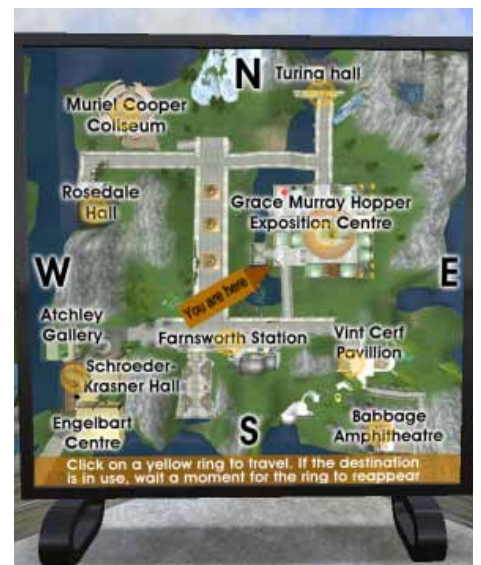 N
Turing hall
Muriel Cooper
Coliseum
Rosedale
Hall
Grace Murray Hopper
Exposition Centre
W
E
You are here
Atchley
Gallery
Farnsworth Station
Vint Cerf
Pavillion
Schroeder-
Krasner Hall
Engelbart
Centre
S
Babbage
Amphitheatre
Click on a yellow ring to travel. If the destination
is in use, wait a moment for the ring to reappear